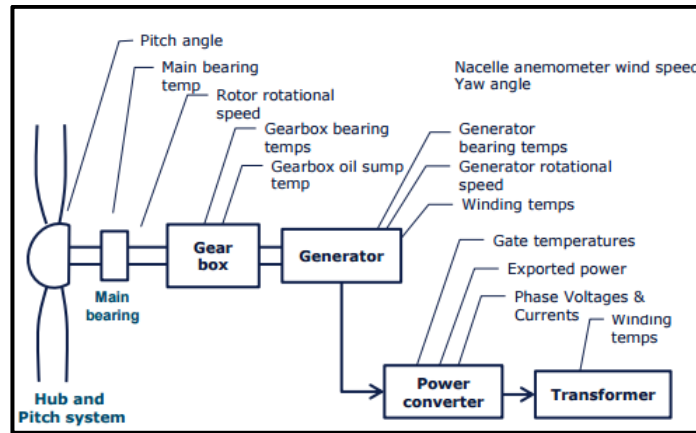 Pitch angle
Main bearing
temp
Rotor rotational
speed
Gearbox bearing
temps
Gearbox oil sump
temp
Nacelle anemometer wind speed
Yaw angle
Generator
bearing temps
Generator rotational
speed
Winding temps
Gear
box
Generator
Main
bearing
Gate temperatures
Exported power
Phase Voltages &
Currents
Winding
temps
Power
converter
Transformer
Hub and
Pitch system